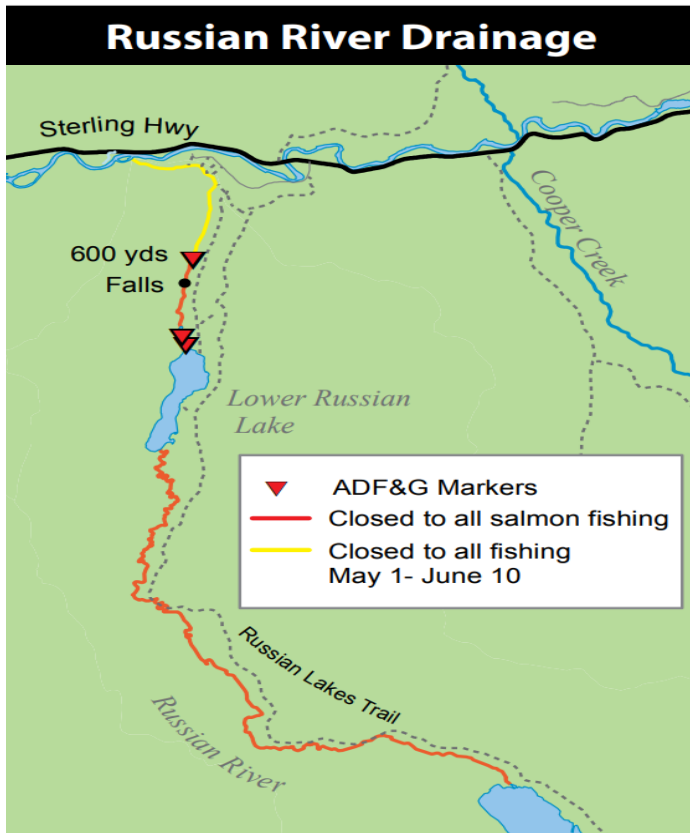 Russian River Drainage
Sterling Hwy
Cooper Creek
600 yds
Falls
Lower Russian
Lake
ADF&G Markers
Closed to all salmon fishing
Closed to all fishing
May 1- June 10
Russian Lakes Trail
Russian River